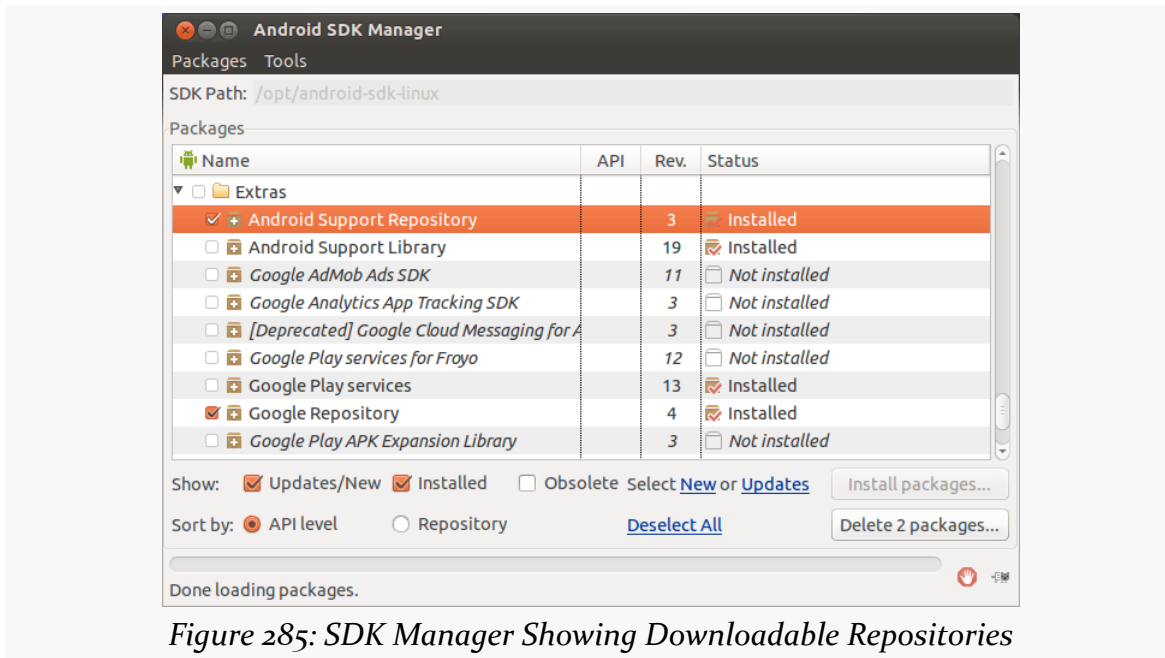 Android SDK Manager
Packages Tools
SDK Path: /opt/android-sdk-linux
Packages
Name API Rev. Status
Extras
Android Support Repository 3 Installed
Android Support Library 19 Installed
Google AdMob Ads SDK 11 Not installed
Google Analytics App Tracking SDK 3 Not installed
[Deprecated] Google Cloud Messaging for A 3 Not installed
Google Play services for Froyo 12 Not installed
Google Play services 13 Installed
Google Repository 4 Installed
Google Play APK Expansion Library 3 Not installed
Show: Updates/New Installed Obsolete Select New or Updates Install packages...
Sort by: API level Repository Deselect All Delete 2 packages...
Done loading packages.
Figure 285: SDK Manager Showing Downloadable Repositories